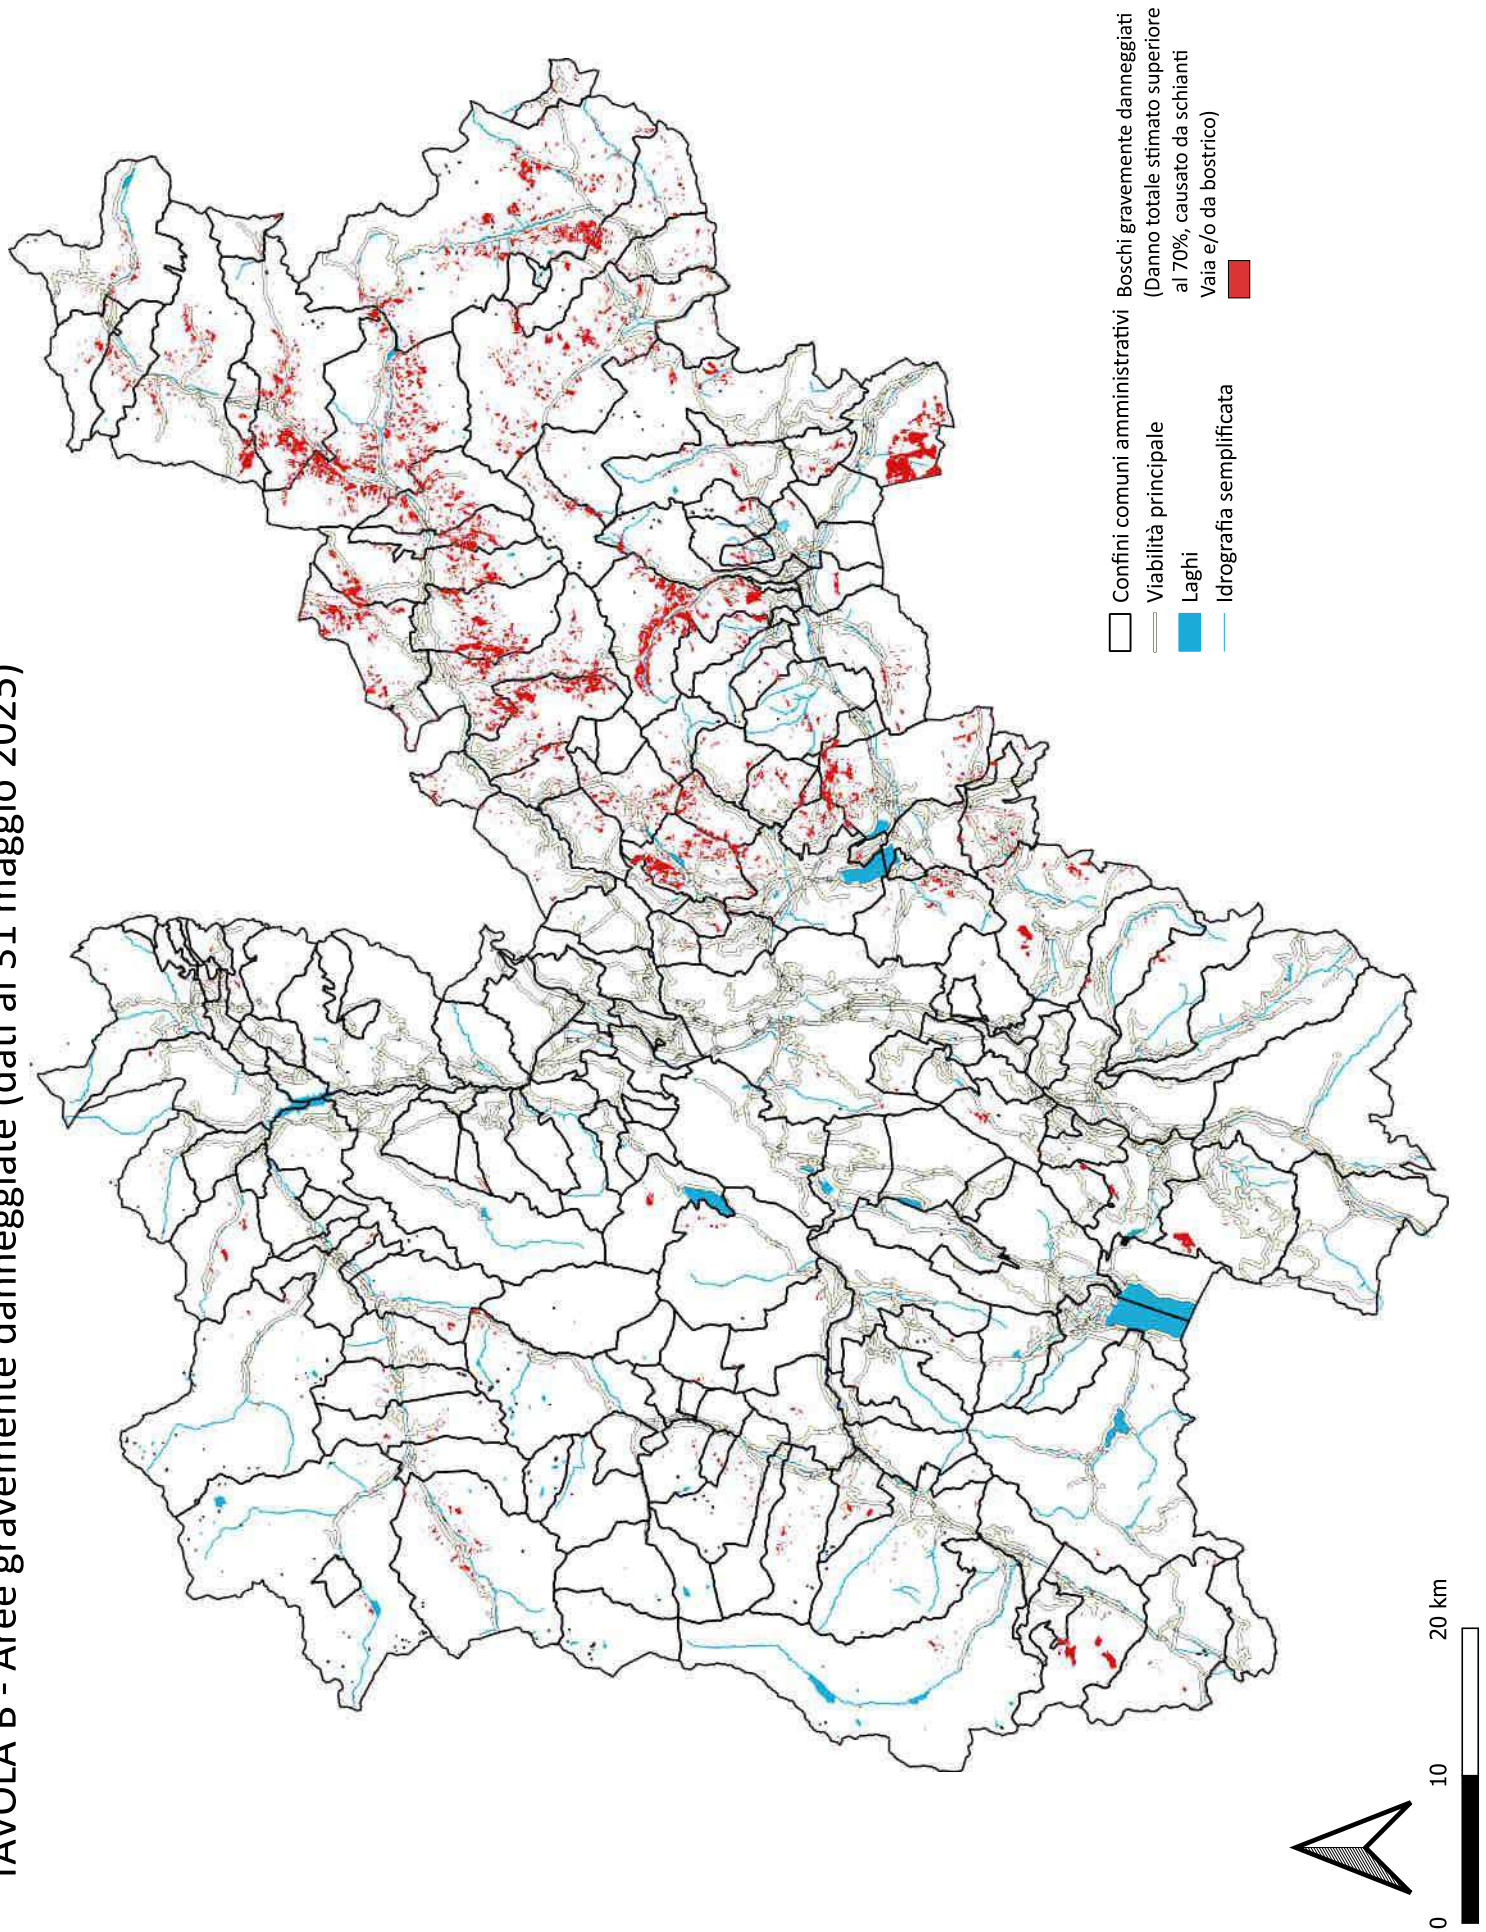 TAVOLA B - Aree gravemente danneggiate (dati al 31 maggio
Confini comuni amministrativi
Viabilità principale
Laghi
Idrografia semplificata
Boschi gravemente danneggiati
(Danno totale stimato superiore
al 70%, causato da schianti
Vaia e/o da bostrico)
0 10 20 km